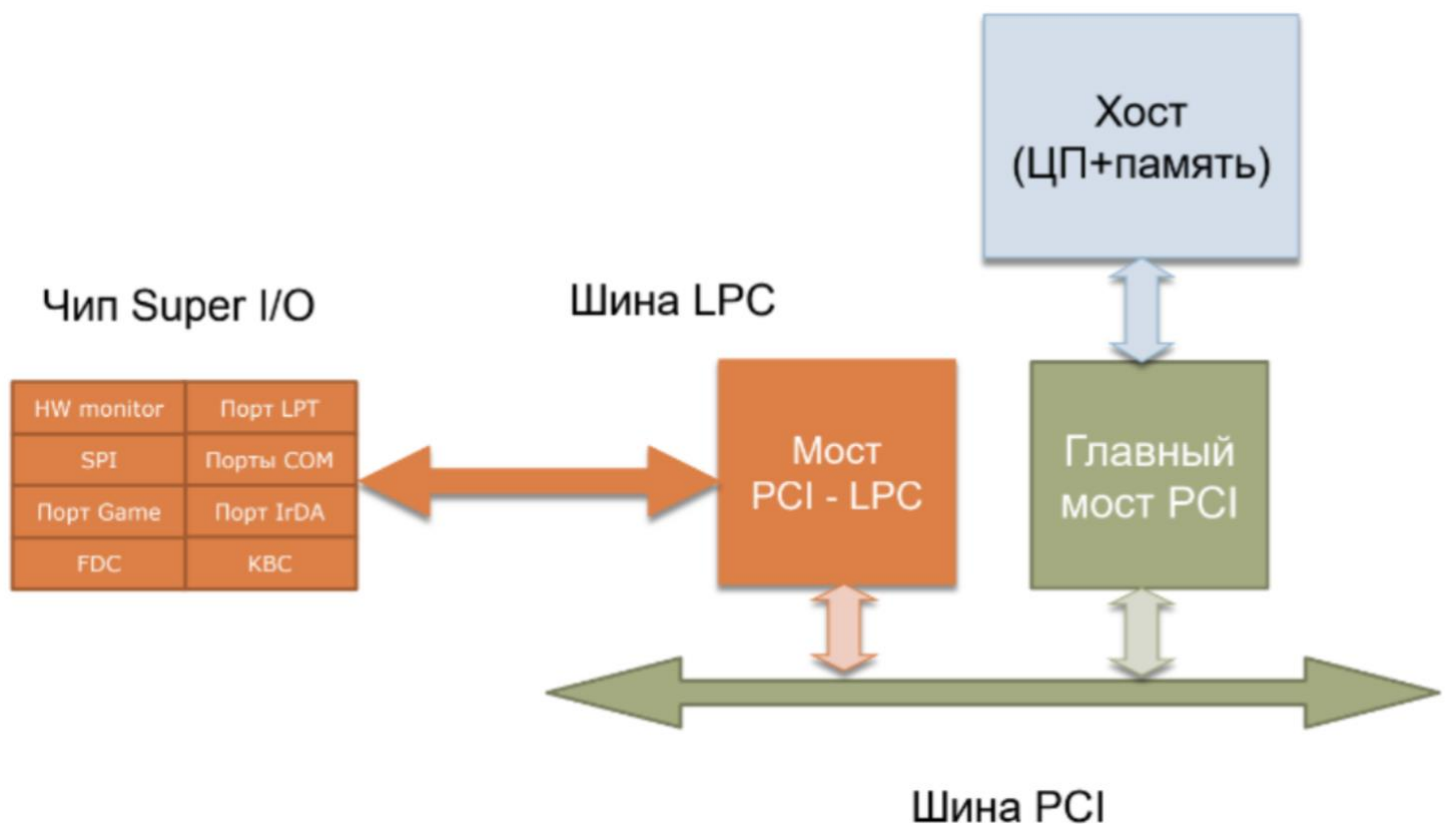 Хост
(ЦП+память)
Чип Super I/O
Шина LPC
HW monitor
Порт LPT
SPI
Порты COM
Порт Game
Порт IrDA
FDC
KBC
Мост
PCI - LPC
Главный
мост PCI
Шина PCI